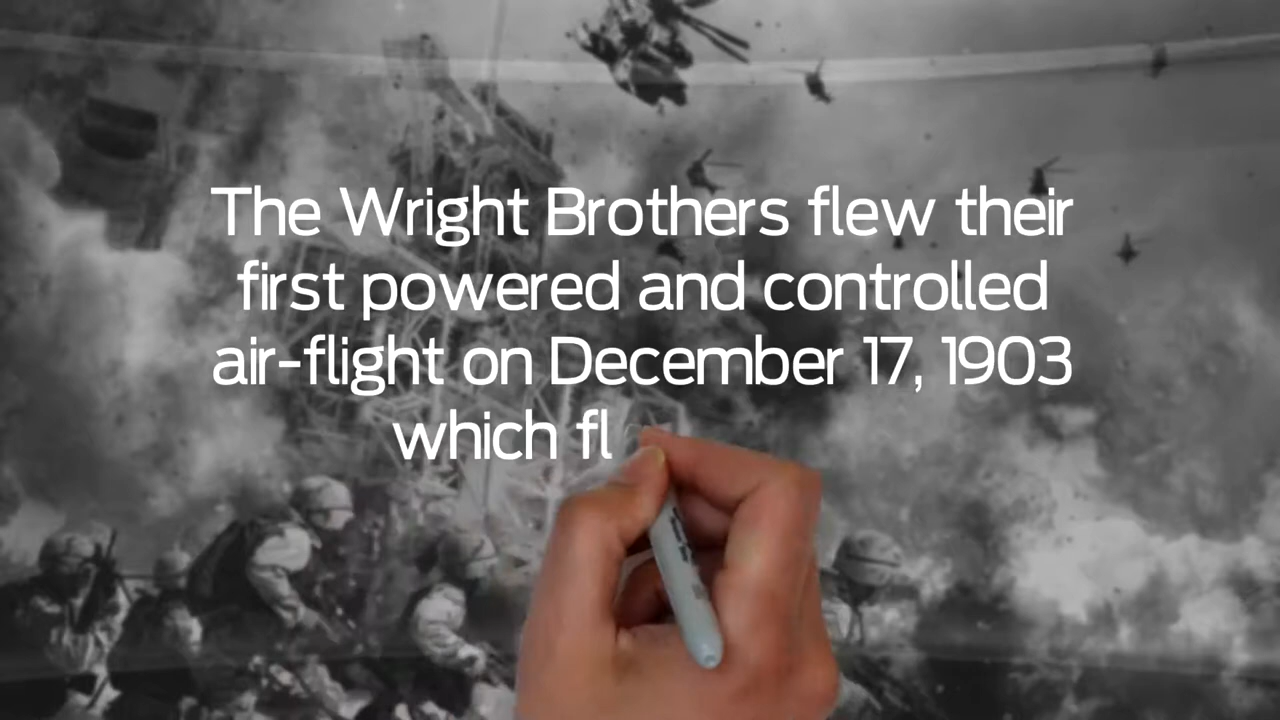 The Wright Brothers flew their
first powered and controlled
air-flight on December 17, 1903
which fl